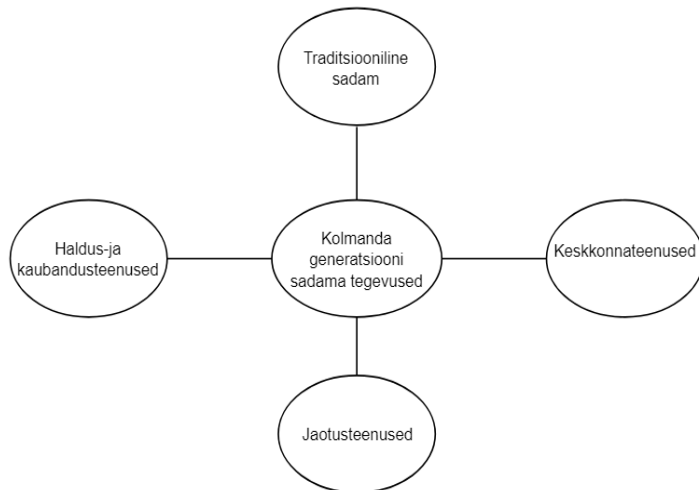 Traditsiooniline
sadam
Haldus-ja
kaubandusteenused
Kolmanda
generatsiooni
sadama tegevused
Keskkonnateenused
Jaotusteenused